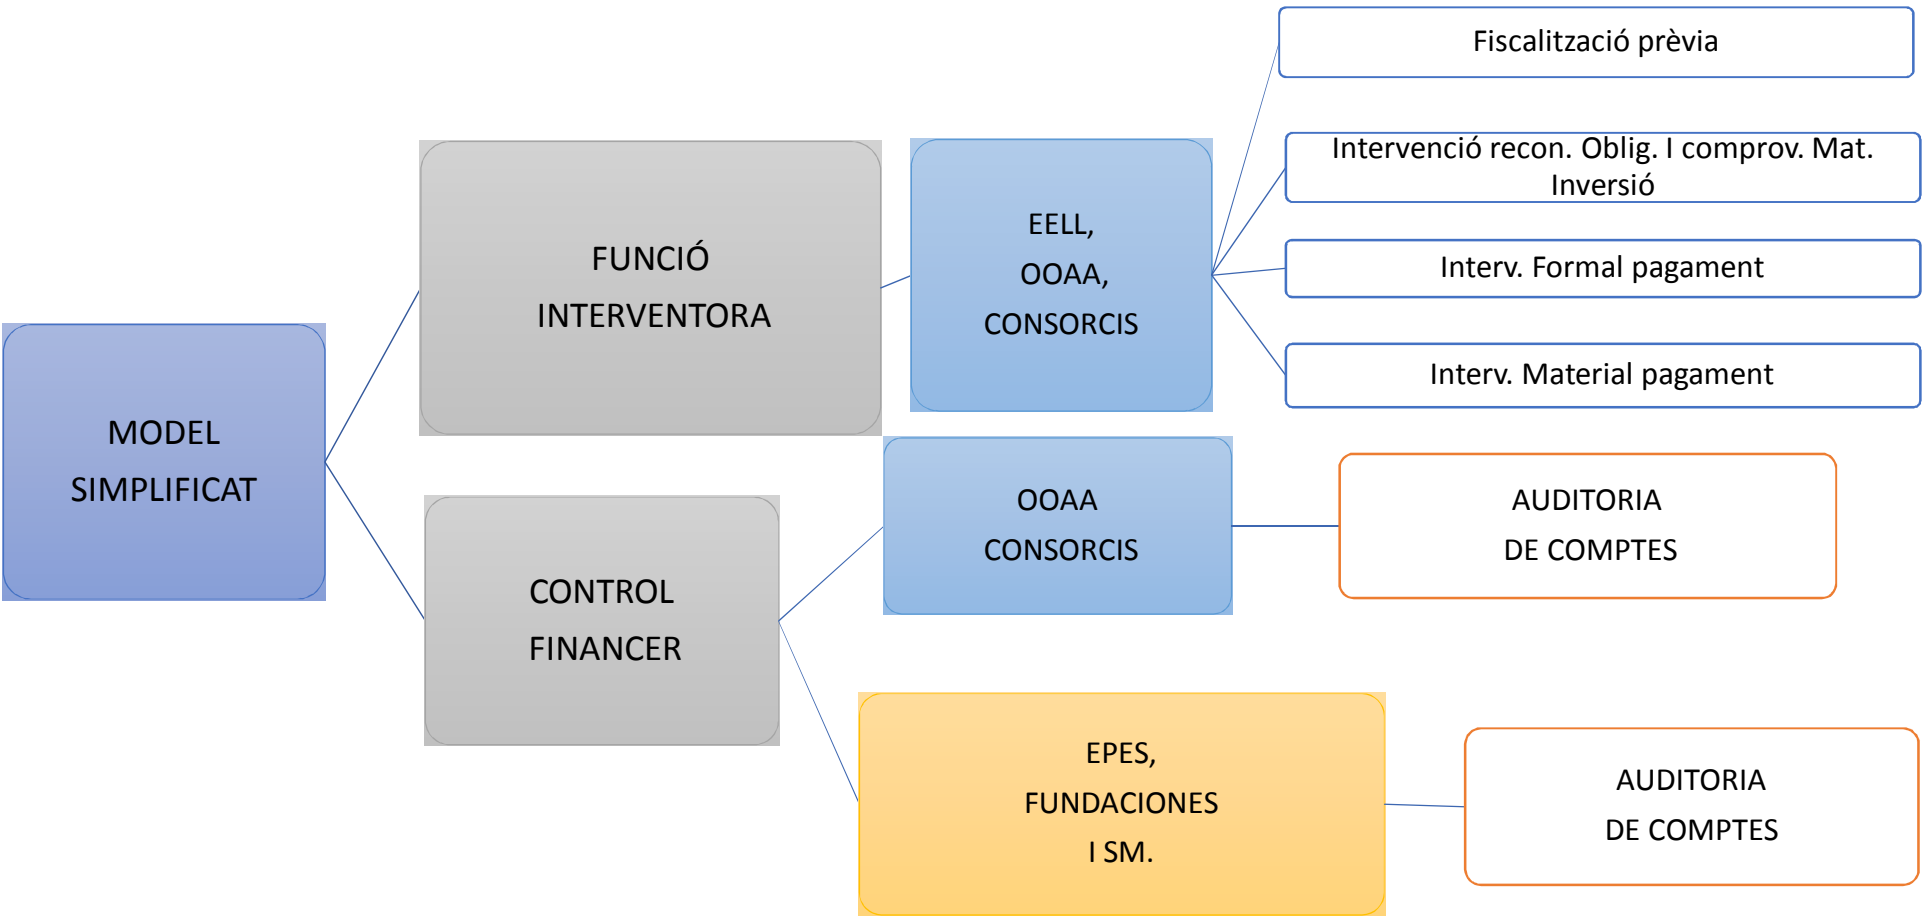 MODEL
SIMPLIFICAT
FUNCIÓ
INTERVENTORA
EELL,
OOAA,
CONSORCIS
Fiscalització prèvia
Intervenció recon. Oblig. I comprov. Mat.
Inversió
Interv. Formal pagament
Interv. Material pagament
CONTROL
FINANCER
OOAA
CONSORCIS
AUDITORIA
DE COMPTES
EPES,
FUNDACIONES
I SM.
AUDITORIA
DE COMPTES